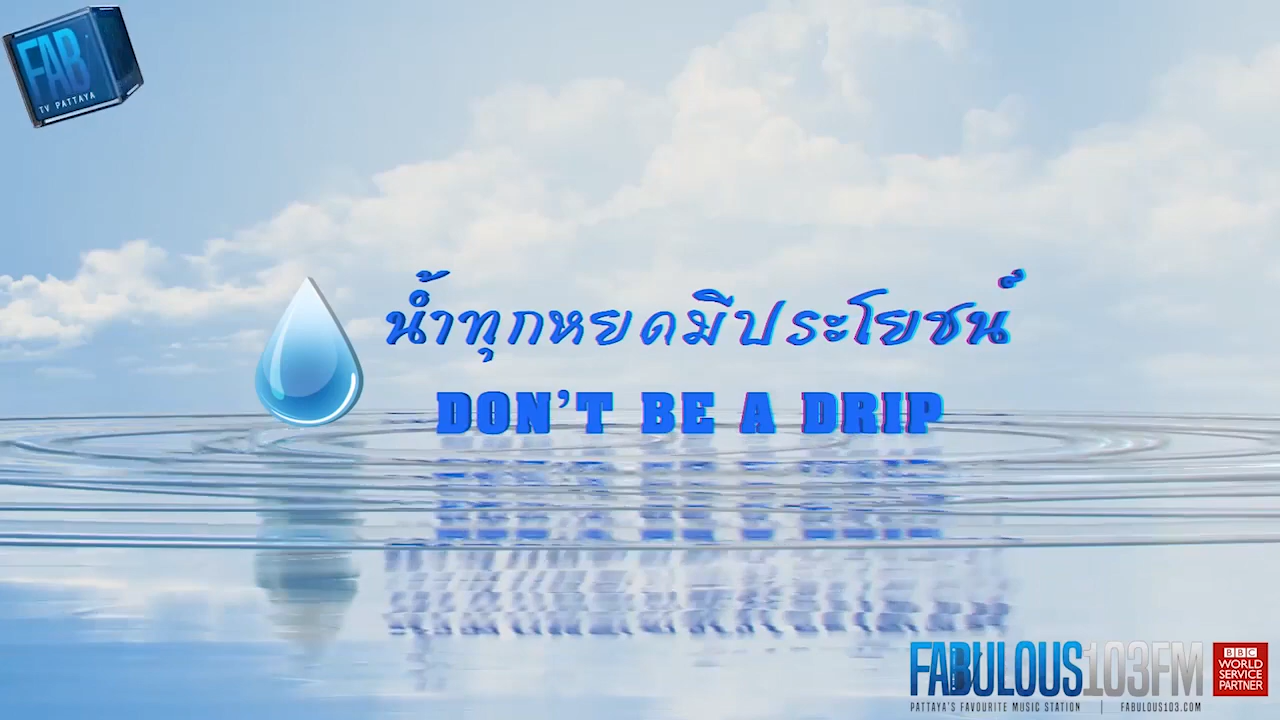 FAB
TV PATTAYA
น้ำทุกหยดมีประโยชน์
DON'T BE A DRIP
FABULOUS103FM
PATTAYA'S FAVOURITE MUSIC STATION | FABULOUS103.COM
BBC
WORLD
SERVICE
PARTNER